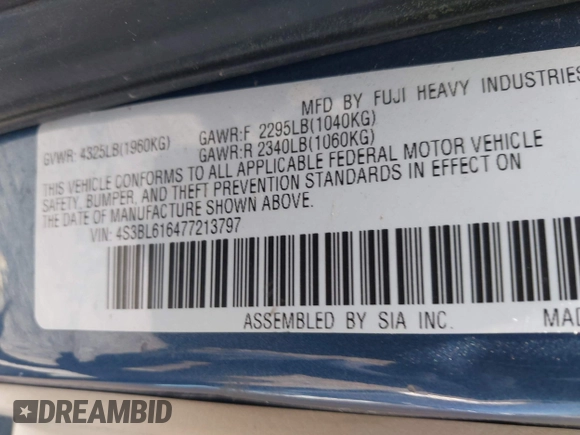 MFD BY FUJI HEAVY INDUSTRIES
GVWR: 4325LB(1960KG) GAWR:F 2295LB(1040KG)
GAWR:R 2340LB(1060KG)
THIS VEHICLE CONFORMS TO ALL APPLICABLE FEDERAL MOTOR VEHICLE
SAFETY, BUMPER, AND THEFT PREVENTION STANDARDS IN EFFECT ON
THE DATE OF MANUFACTURE SHOWN ABOVE.
VIN: 4S3BL616477213797
ASSEMBLED BY SIA INC. MAD
DREAMBID